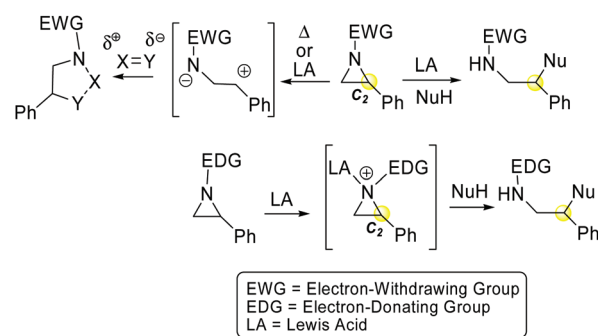 EWG
N
X
Y
Ph
δ⊕ δ⊖
X=Y
EWG
N
⊖
⊕
Ph
Δ
or
LA
EWG
N
C2
Ph
LA
NuH
EWG
HN
Nu
Ph
EDG
N
Ph
LA
LA ⊕ EDG
N
C2
Ph
NuH
EDG
HN
Nu
Ph
EWG = Electron-Withdrawing Group
EDG = Electron-Donating Group
LA = Lewis Acid